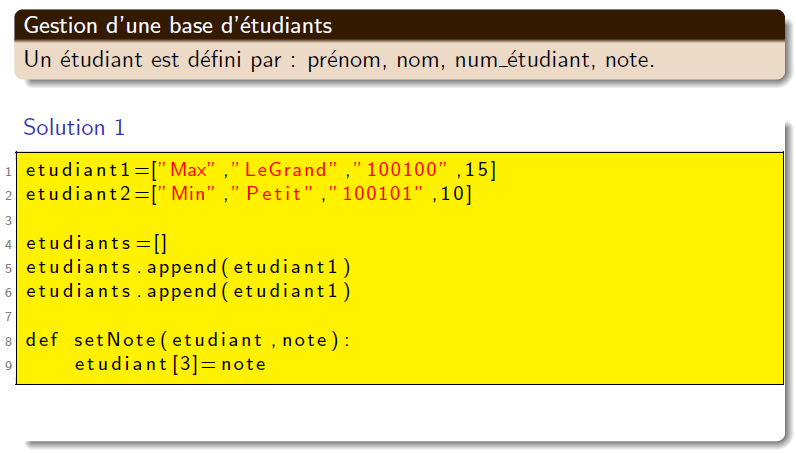 Gestion d'une base d'étudiants
Un étudiant est défini par : prénom, nom, num_étudiant, note.
Solution 1
1 etudiant1=["Max","LeGrand","100100",15]
2 etudiant2=["Min","Petit","100101",10]
3
4 etudiants=[]
5 etudiants.append(etudiant1)
6 etudiants.append(etudiant1)
7
8 def setNote(etudiant,note):
9     etudiant[3]=note